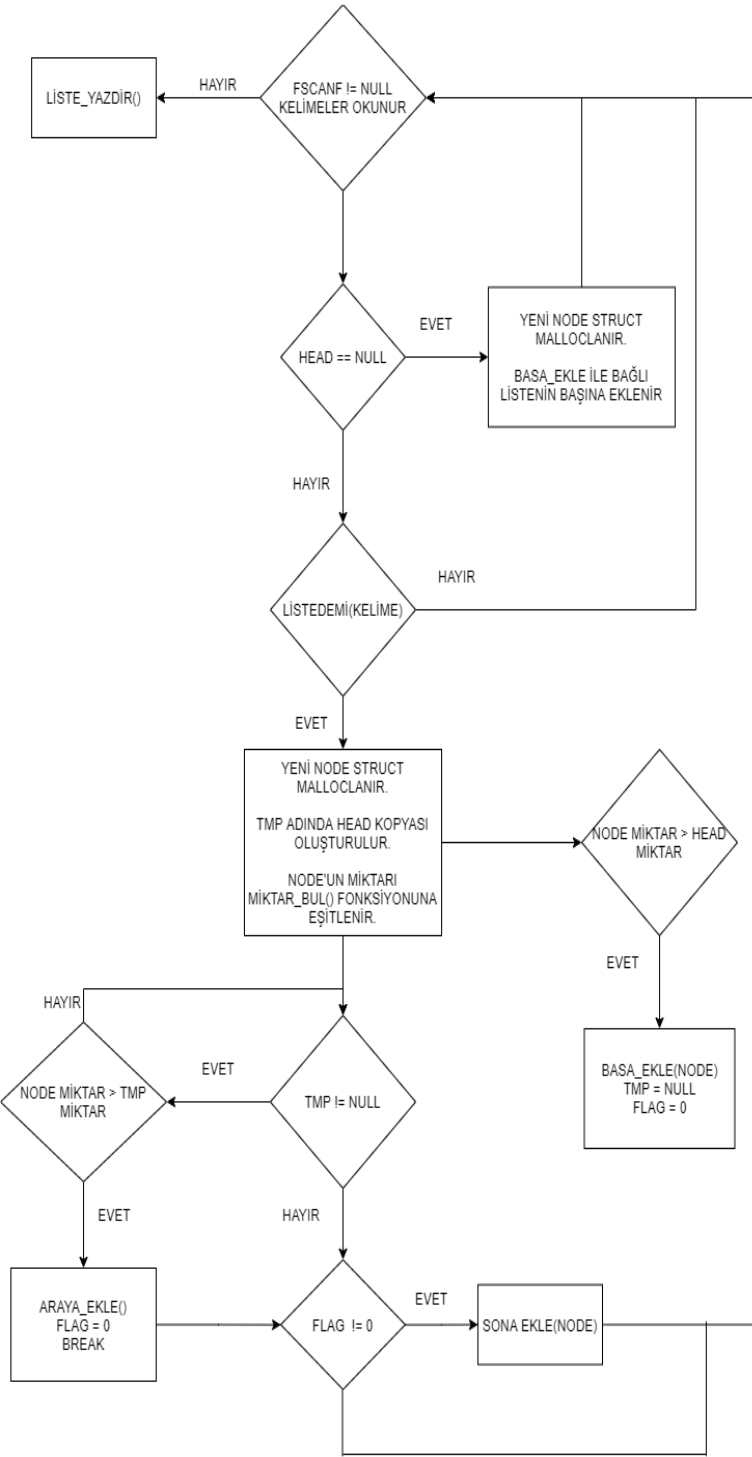 FSCANF != NULL
KELİMELER OKUNUR
HAYIR
LİSTE_YAZDİR()
HEAD == NULL
EVET
YENİ NODE STRUCT
MALLOCLANIR.
BASA_EKLE İLE BAĞLI
LİSTENİN BAŞINA EKLENİR
HAYIR
LİSTEDEMİ(KELİME)
HAYIR
EVET
YENİ NODE STRUCT
MALLOCLANIR.
TMP ADINDA HEAD KOPYASI
OLUŞTURULUR.
NODE'UN MİKTARI
MİKTAR_BUL() FONKSİYONUNA
EŞİTLENİR.
NODE MİKTAR > HEAD
MİKTAR
EVET
BASA_EKLE(NODE)
TMP = NULL
FLAG = 0
HAYIR
NODE MİKTAR > TMP
MİKTAR
EVET
TMP != NULL
EVET
HAYIR
ARAYA_EKLE()
FLAG = 0
BREAK
FLAG != 0
EVET
SONA EKLE(NODE)